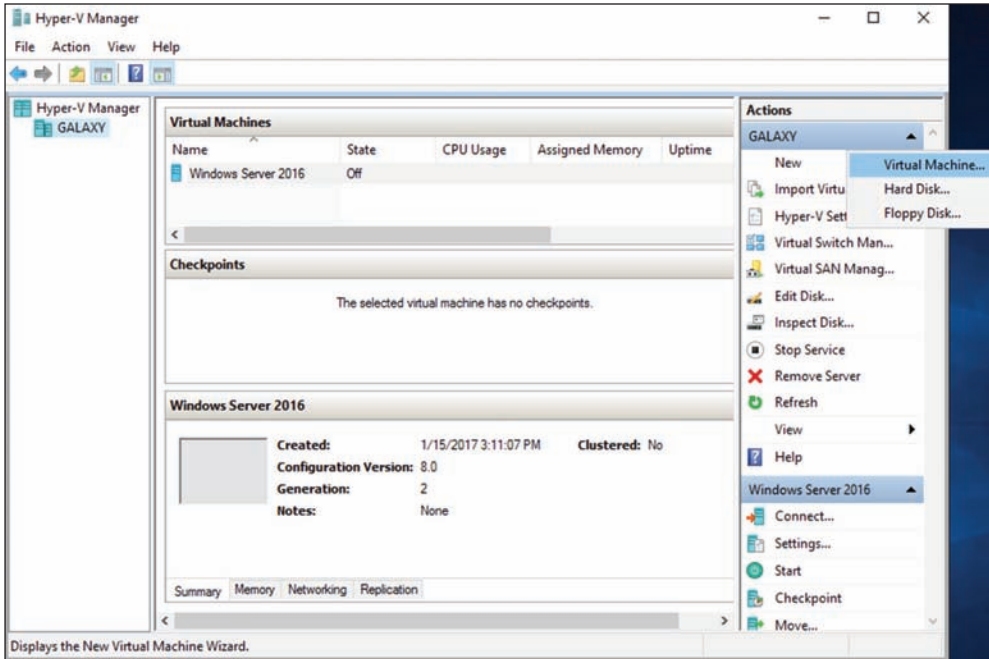 Hyper-V Manager
File Action View Help
Hyper-V Manager
GALAXY
Virtual Machines
Name State CPU Usage Assigned Memory Uptime
Windows Server 2016 Off
Checkpoints
The selected virtual machine has no checkpoints.
Windows Server 2016
Created: 1/15/2017 3:11:07 PM Clustered: No
Configuration Version: 8.0
Generation: 2
Notes: None
Summary Memory Networking Replication
Actions
GALAXY
New
Virtual Machine...
Hard Disk...
Floppy Disk...
Import Virtu
Hyper-V Sett
Virtual Switch Man...
Virtual SAN Manag...
Edit Disk...
Inspect Disk...
Stop Service
Remove Server
Refresh
View
Help
Windows Server 2016
Connect...
Settings...
Start
Checkpoint
Move...
Displays the New Virtual Machine Wizard.